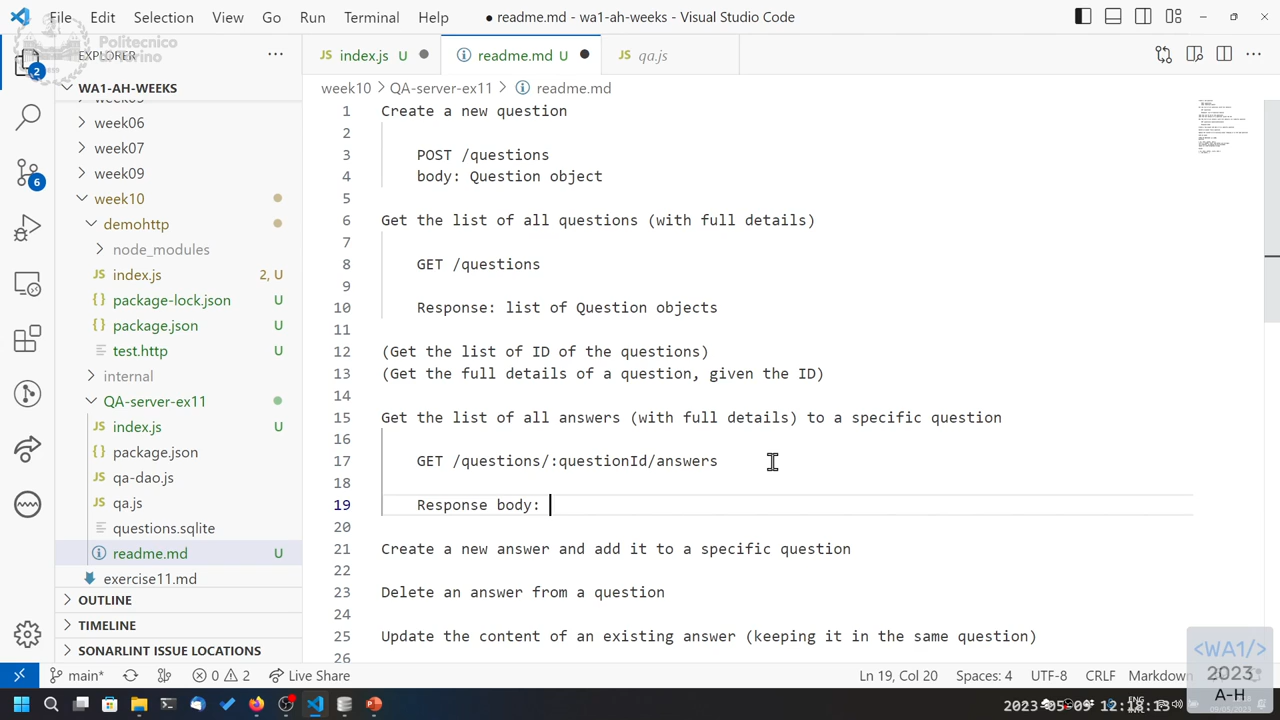 File Edit Selection View Go Run Terminal Help
● readme.md - wa1-ah-weeks - Visual Studio Code
Politecnico
di Torino
EXPLORER
index.js U
readme.md U
qa.js
WA1-AH-WEEKS
week06
week07
week09
week10
demohttp
node_modules
index.js 2, U
package-lock.json U
package.json U
test.http U
internal
QA-server-ex11
index.js U
package.json
qa-dao.js
qa.js
questions.sqlite
readme.md U
exercise11.md
OUTLINE
TIMELINE
SONARLINT ISSUE LOCATIONS
2
6
week10 > QA-server-ex11 > readme.md
1 Create a new question
2
3 POST /questions
4 body: Question object
5
6 Get the list of all questions (with full details)
7
8 GET /questions
9
10 Response: list of Question objects
11
12 (Get the list of ID of the questions)
13 (Get the full details of a question, given the ID)
14
15 Get the list of all answers (with full details) to a specific question
16
17 GET /questions/:questionId/answers
18
19 Response body:
20
21 Create a new answer and add it to a specific question
22
23 Delete an answer from a question
24
25 Update the content of an existing answer (keeping it in the same question)
26
main* 0 2 Live Share
Ln 19, Col 20 Spaces: 4 UTF-8 CRLF Markdown
<WA1/>
2023
A-H
ENG